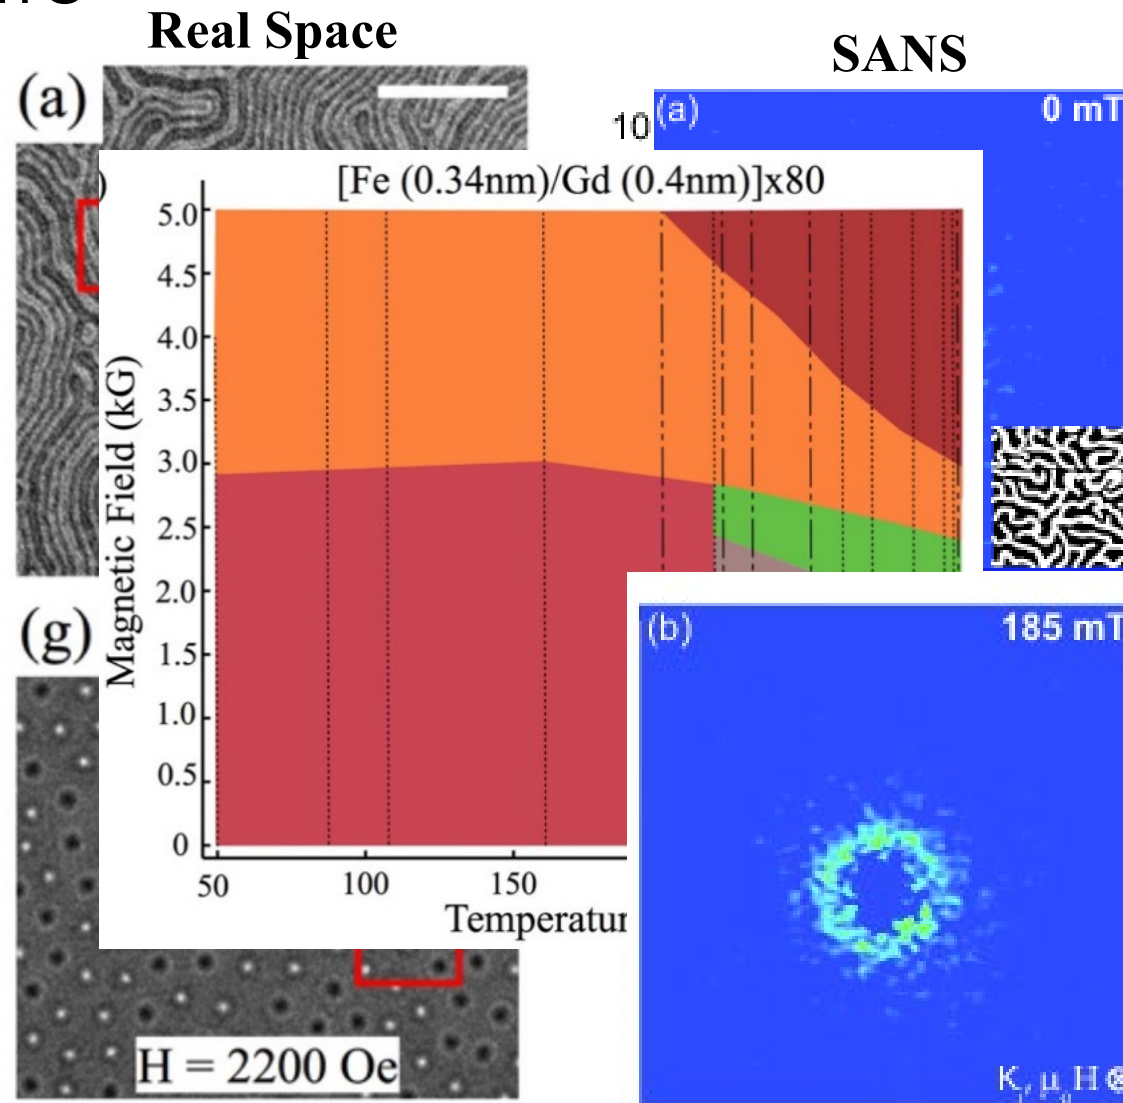 Real Space
SANS
(a)
10
(a)
0 mT
)
[Fe (0.34nm)/Gd (0.4nm)]x80
Magnetic Field (kG)
5.0
4.5
4.0
3.5
3.0
2.5
2.0
1.5
1.0
0.5
0
50
100
150
Temperatur
(g)
H = 2200 Oe
(b)
185 mT
K
i
, μ
0
H ⊗